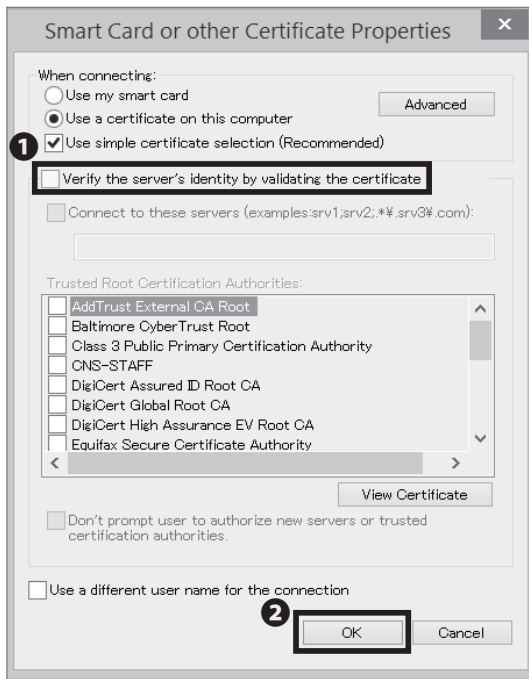 Smart Card or other Certificate Properties
×
When connecting:
Use my smart card
Use a certificate on this computer
Advanced
❶
Use simple certificate selection (Recommended)
Verify the server's identity by validating the certificate
Connect to these servers (examples:srv1;srv2;.*¥.srv3¥.com):
Trusted Root Certification Authorities:
AddTrust External CA Root
Baltimore CyberTrust Root
Class 3 Public Primary Certification Authority
CNS-STAFF
DigiCert Assured ID Root CA
DigiCert Global Root CA
DigiCert High Assurance EV Root CA
Equifax Secure Certificate Authority
View Certificate
Don't prompt user to authorize new servers or trusted
certification authorities.
Use a different user name for the connection
❷
OK
Cancel